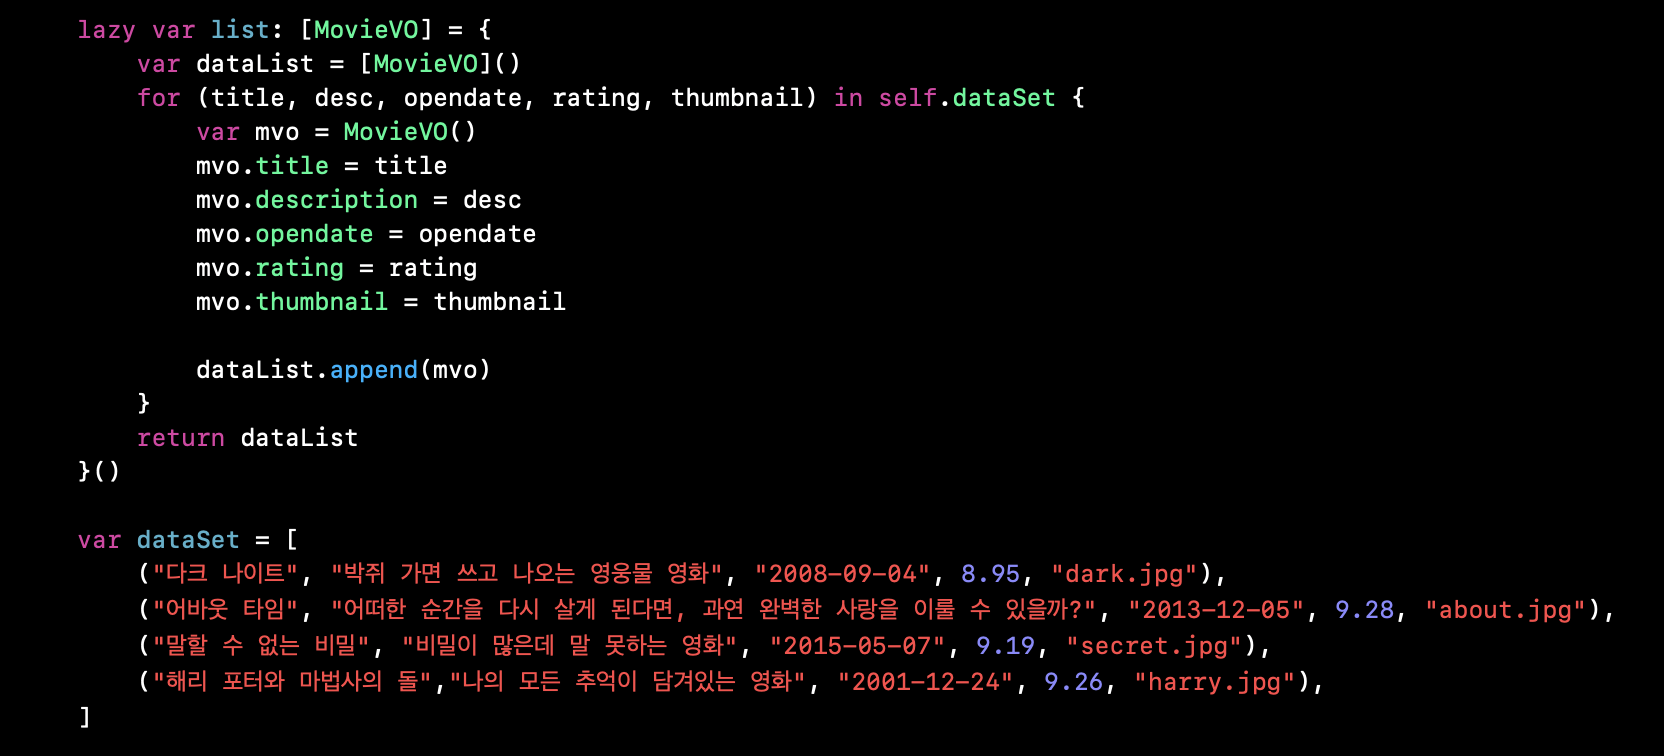 lazy var list: [MovieVO] = {
    var dataList = [MovieVO]()
    for (title, desc, opendate, rating, thumbnail) in self.dataSet {
        var mvo = MovieVO()
        mvo.title = title
        mvo.description = desc
        mvo.opendate = opendate
        mvo.rating = rating
        mvo.thumbnail = thumbnail

        dataList.append(mvo)
    }
    return dataList
}()

var dataSet = [
    ("다크 나이트", "박쥐 가면 쓰고 나오는 영웅물 영화", "2008-09-04", 8.95, "dark.jpg"),
    ("어바웃 타임", "어떠한 순간을 다시 살게 된다면, 과연 완벽한 사랑을 이룰 수 있을까?", "2013-12-05", 9.28, "about.jpg"),
    ("말할 수 없는 비밀", "비밀이 많은데 말 못하는 영화", "2015-05-07", 9.19, "secret.jpg"),
    ("해리 포터와 마법사의 돌","나의 모든 추억이 담겨있는 영화", "2001-12-24", 9.26, "harry.jpg"),
]